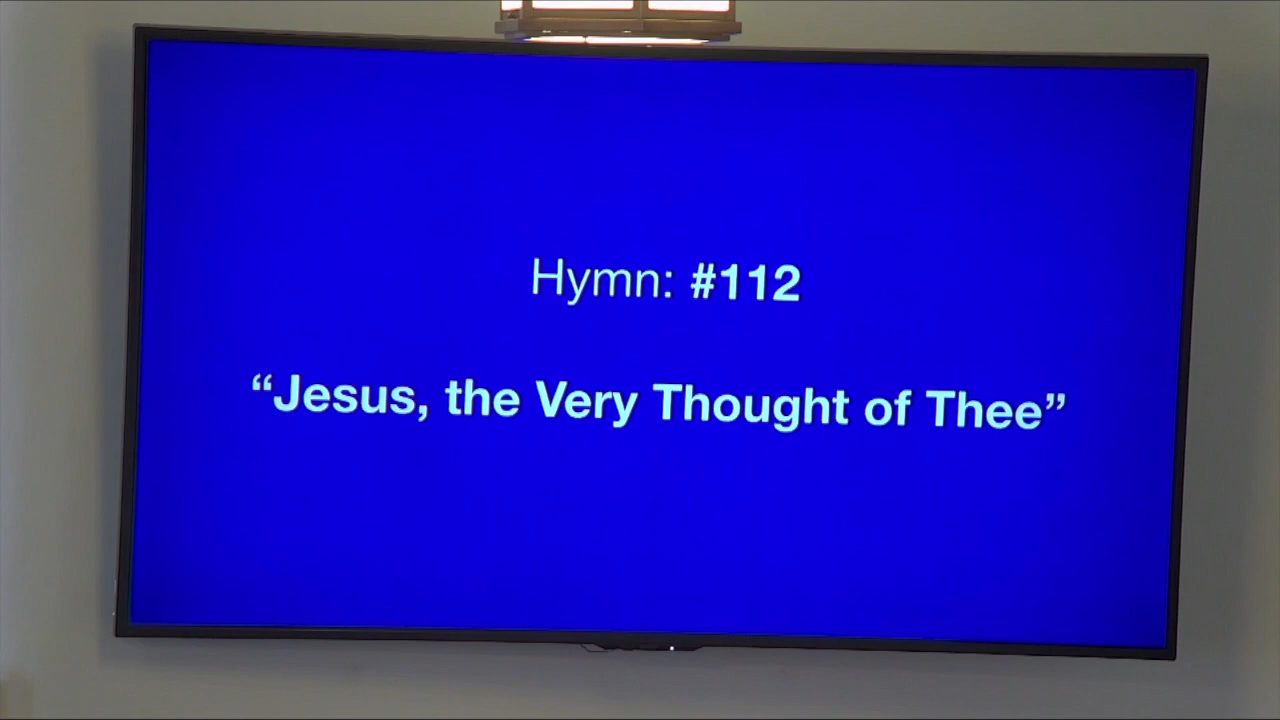 Hymn: #112
“Jesus, the Very Thought of Thee”